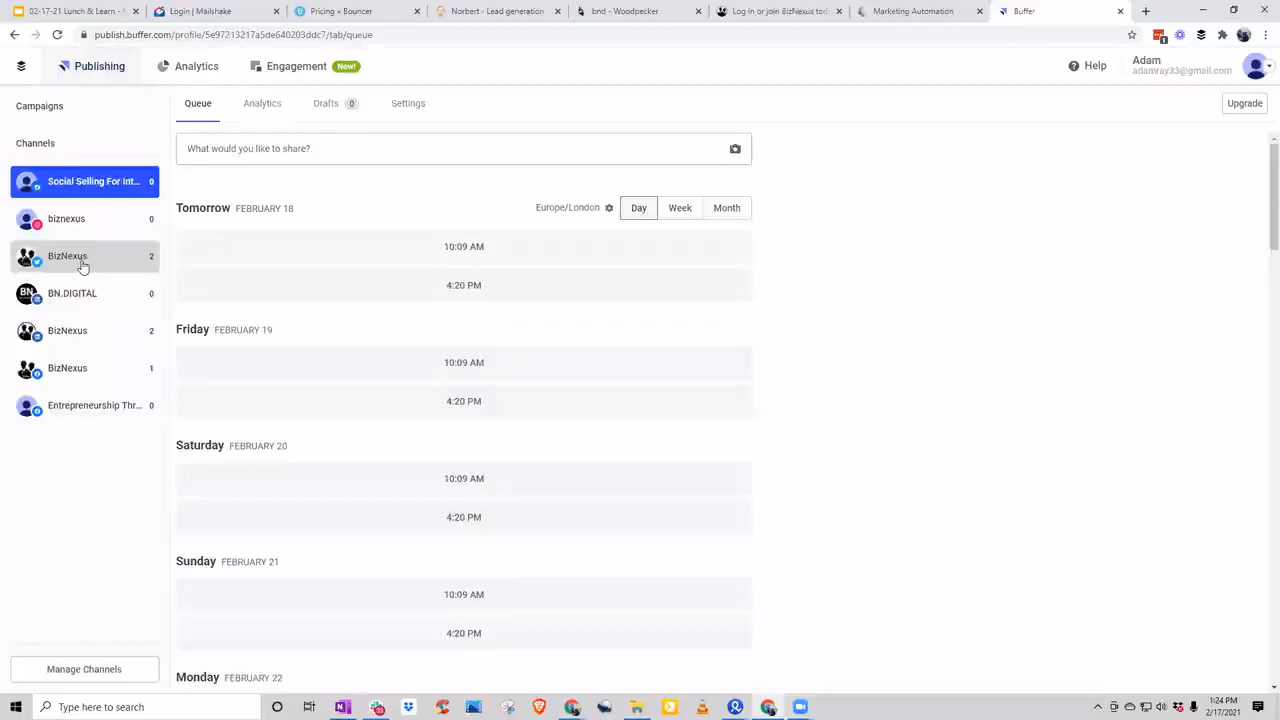 02-17-21 Lunch & Learn - M
Login | Mailshake
Pricing • Bouncer
Norbert - Lead generation
bnd - Woodpecker
Log in or join BizNexus today
Marketing Automation
Buffer
publish.buffer.com/profile/5e97213217a5de640203ddc7/tab/queue
Publishing
Analytics
Engagement
New!
Help
Adam
adamray33@gmail.com
Campaigns
Queue
Analytics
Drafts 0
Settings
Upgrade
Channels
Social Selling For Int... 0
biznexus 0
BizNexus 2
BN.DIGITAL 0
BizNexus 2
BizNexus 1
Entrepreneurship Thr... 0
Manage Channels
What would you like to share?
Tomorrow FEBRUARY 18
Europe/London
Day
Week
Month
10:09 AM
4:20 PM
Friday FEBRUARY 19
10:09 AM
4:20 PM
Saturday FEBRUARY 20
10:09 AM
4:20 PM
Sunday FEBRUARY 21
10:09 AM
4:20 PM
Monday FEBRUARY 22
Type here to search
1:24 PM
2/17/2021